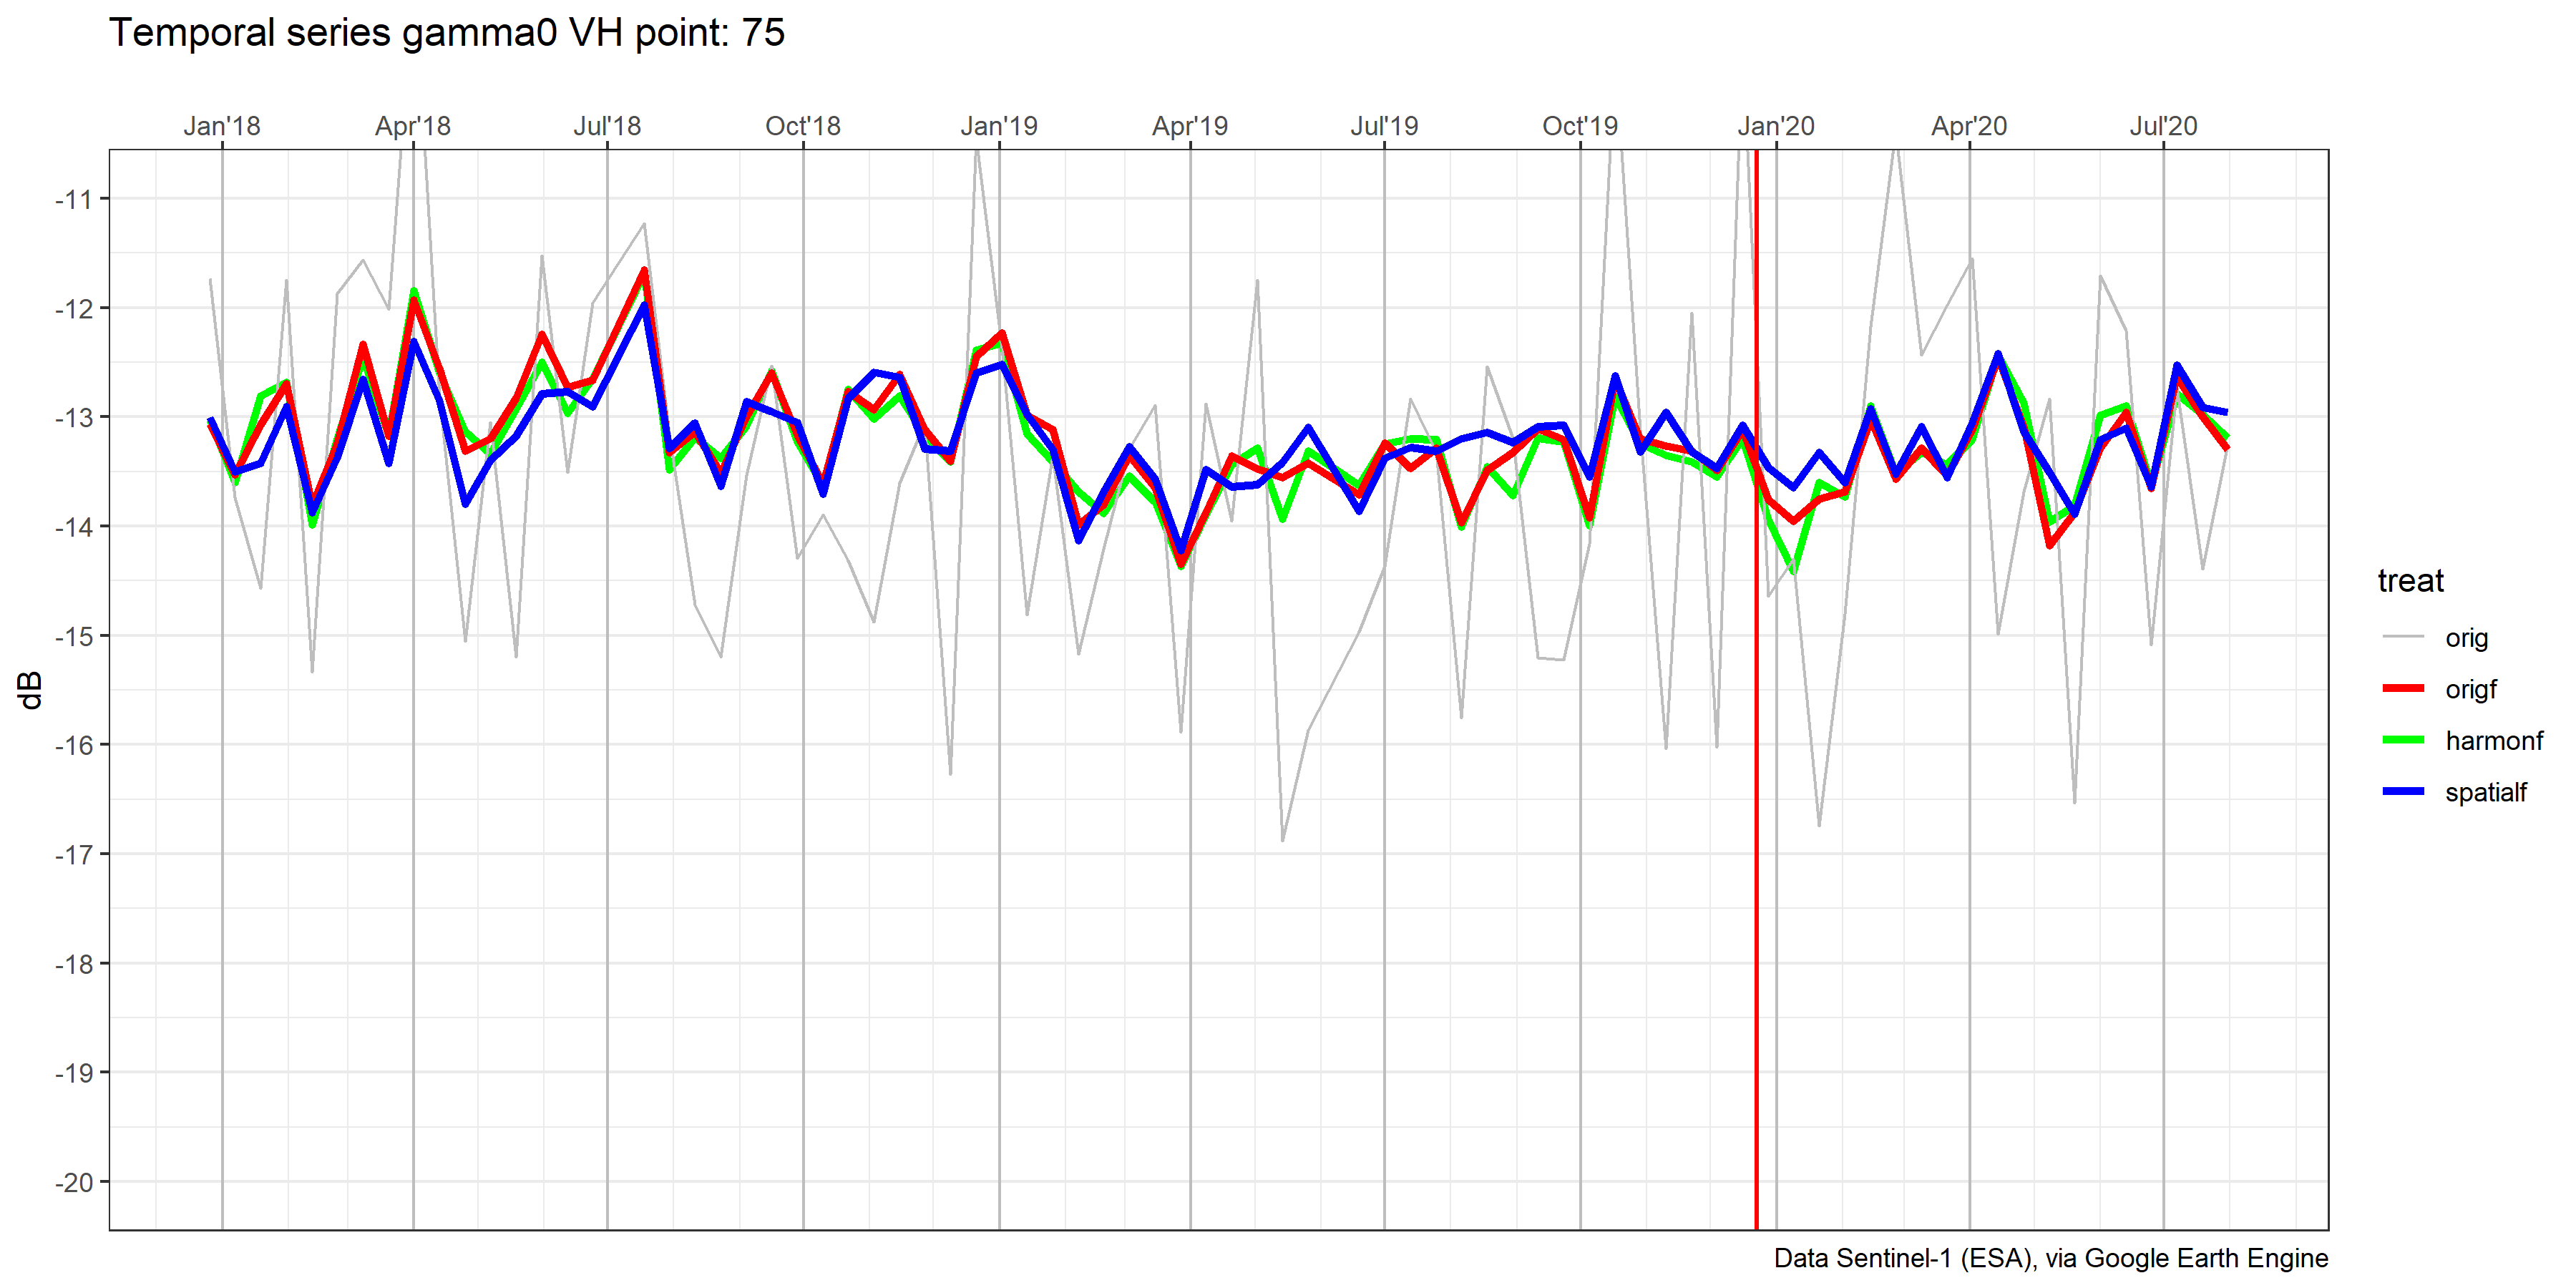 Temporal series gamma0 VH point: 75
Jan'18 Apr'18 Jul'18 Oct'18 Jan'19 Apr'19 Jul'19 Oct'19 Jan'20 Apr'20 Jul'20
-11
-12
-13
-14
-15
-16
-17
-18
-19
-20
dB
treat
orig
origf
harmonf
spatialf
Data Sentinel-1 (ESA), via Google Earth Engine